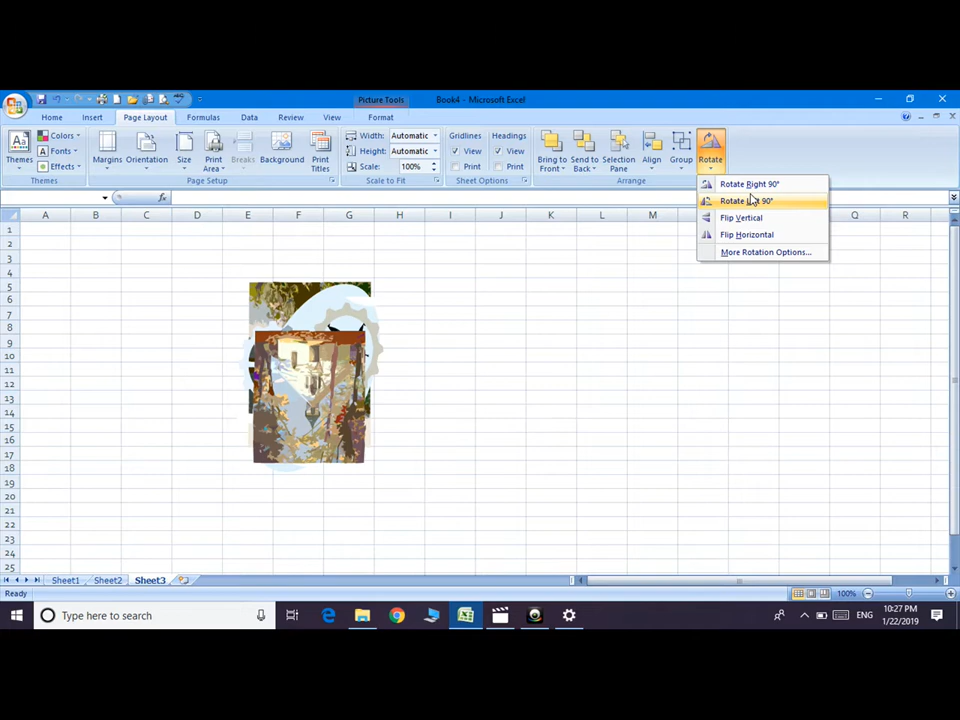 Picture Tools
Book4 - Microsoft Excel
Home Insert Page Layout Formulas Data Review View Format
Themes
Colors
Fonts
Effects
Themes
Margins
Orientation
Size
Print Area
Breaks
Background
Print Titles
Page Setup
Width: Automatic
Height: Automatic
Scale: 100%
Scale to Fit
Gridlines
View
Print
Headings
View
Print
Sheet Options
Bring to Front
Send to Back
Selection Pane
Align
Group
Rotate
Arrange
Rotate Right 90°
Rotate Left 90°
Flip Vertical
Flip Horizontal
More Rotation Options...
fx
A B C D E F G H I J K L M Q R
1
2
3
4
5
6
7
8
9
10
11
12
13
14
15
16
17
18
19
20
21
22
23
24
25
Sheet1 Sheet2 Sheet3
Ready
100%
Type here to search
ENG
10:27 PM
1/22/2019